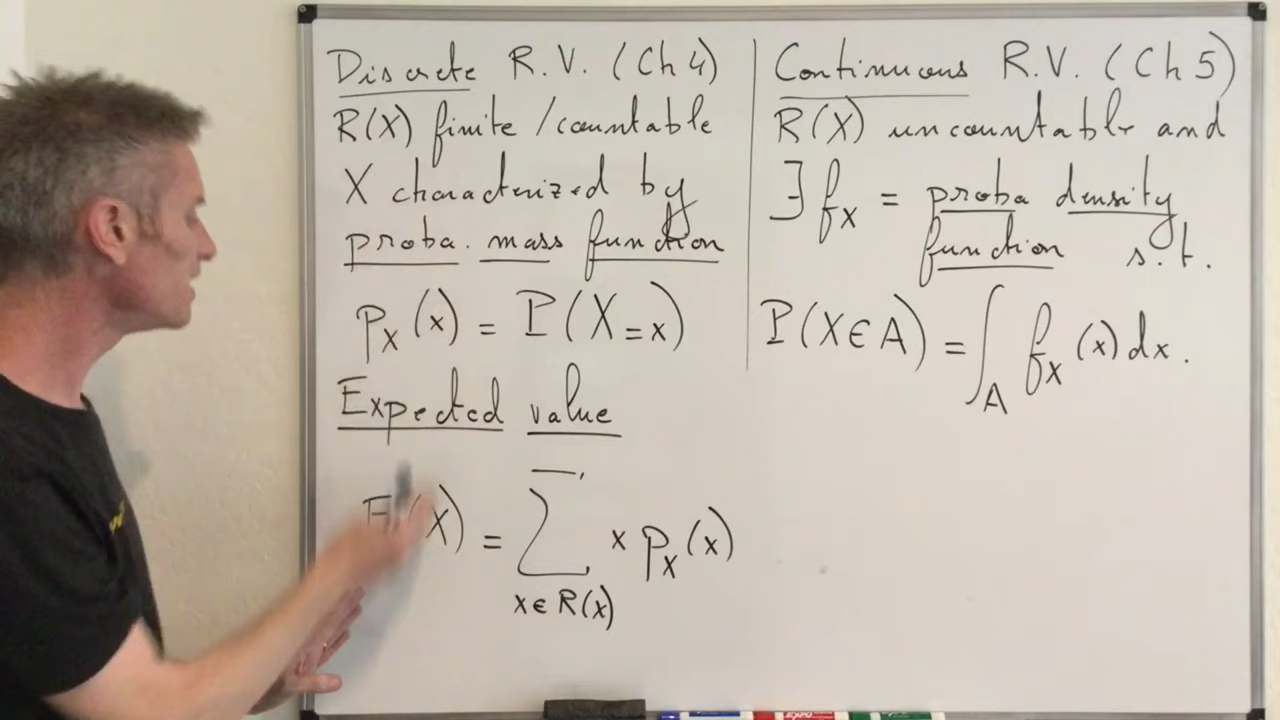 Discrete R.V. (Ch 4)
R(X) finite / countable
X characterized by
proba. mass function
p_X(x) = P(X=x)
Expected value
E(X) = ∑_{x∈R(x)} x p_X(x)
Continuous R.V. (Ch 5)
R(X) uncountable and
∃ f_X = proba density
function s.t.
P(X∈A) = ∫_A f_X(x)dx.